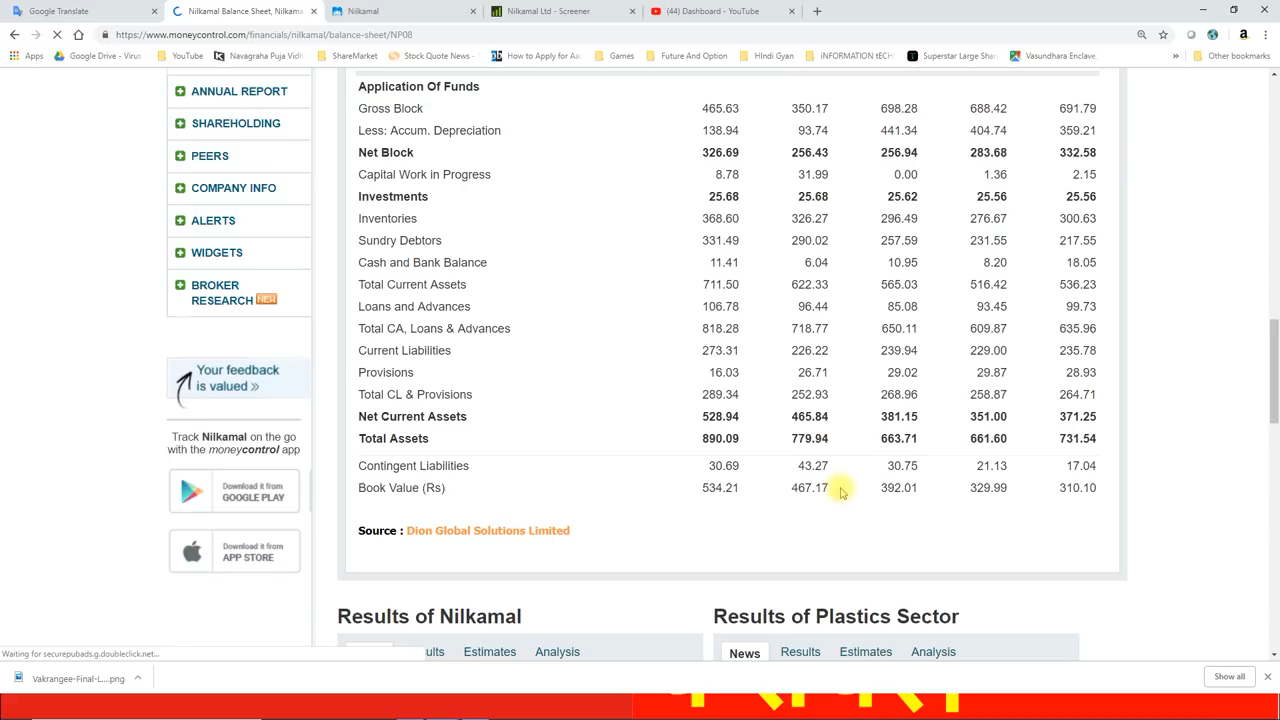 Google Translate
Nilkamal Balance Sheet, Nilkama
Nilkamal
Nilkamal Ltd - Screener
(44) Dashboard - YouTube
https://www.moneycontrol.com/financials/nilkamal/balance-sheet/NP08
Apps
Google Drive - Virus
YouTube
Navagraha Puja Vidh
ShareMarket
Stock Quote News - D
How to Apply for Aad
Games
Future And Option
HIndi Gyan
iNFORMATION tECH
Superstar Large Shar
Vasundhara Enclave.
»
Other bookmarks
ANNUAL REPORT
SHAREHOLDING
PEERS
COMPANY INFO
ALERTS
WIDGETS
BROKER
RESEARCH NEW
Your feedback
is valued »
Track Nilkamal on the go
with the moneycontrol app
Download it from
GOOGLE PLAY
Download it from
APP STORE
Application Of Funds
Gross Block 465.63 350.17 698.28 688.42 691.79
Less: Accum. Depreciation 138.94 93.74 441.34 404.74 359.21
Net Block 326.69 256.43 256.94 283.68 332.58
Capital Work in Progress 8.78 31.99 0.00 1.36 2.15
Investments 25.68 25.68 25.62 25.56 25.56
Inventories 368.60 326.27 296.49 276.67 300.63
Sundry Debtors 331.49 290.02 257.59 231.55 217.55
Cash and Bank Balance 11.41 6.04 10.95 8.20 18.05
Total Current Assets 711.50 622.33 565.03 516.42 536.23
Loans and Advances 106.78 96.44 85.08 93.45 99.73
Total CA, Loans & Advances 818.28 718.77 650.11 609.87 635.96
Current Liabilities 273.31 226.22 239.94 229.00 235.78
Provisions 16.03 26.71 29.02 29.87 28.93
Total CL & Provisions 289.34 252.93 268.96 258.87 264.71
Net Current Assets 528.94 465.84 381.15 351.00 371.25
Total Assets 890.09 779.94 663.71 661.60 731.54
Contingent Liabilities 30.69 43.27 30.75 21.13 17.04
Book Value (Rs) 534.21 467.17 392.01 329.99 310.10
Source : Dion Global Solutions Limited
Results of Nilkamal
Results of Plastics Sector
ults Estimates Analysis
News Results Estimates Analysis
Waiting for securepubads.g.doubleclick.net...
Vakrangee-Final-L....png
Show all